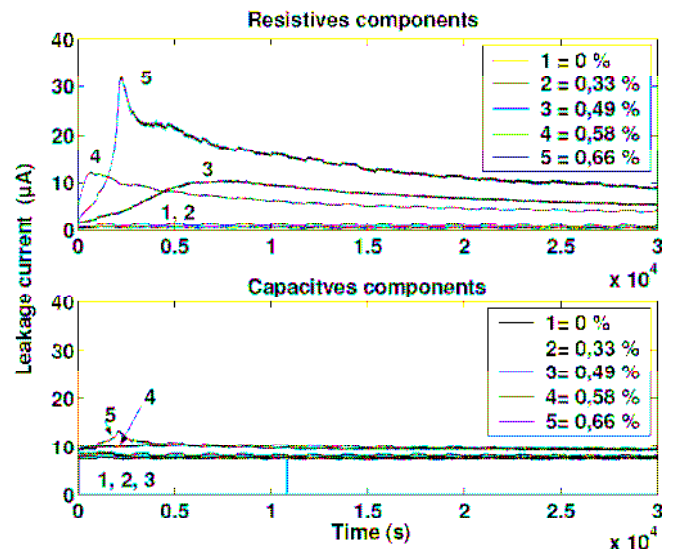 Resistives components
40
30
20
10
0
5
4
3
1, 2
1 = 0 %
2 = 0,33 %
3 = 0,49 %
4 = 0,58 %
5 = 0,66 %
0 0.5 1 1.5 2 2.5 3
x 10⁴
Leakage current (µA)
Capacitves components
40
30
20
10
0
5
4
1, 2, 3
1= 0 %
2= 0,33 %
3= 0,49 %
4= 0,58 %
5= 0,66 %
0 0.5 1 1.5 2 2.5 3
Time (s)
x 10⁴